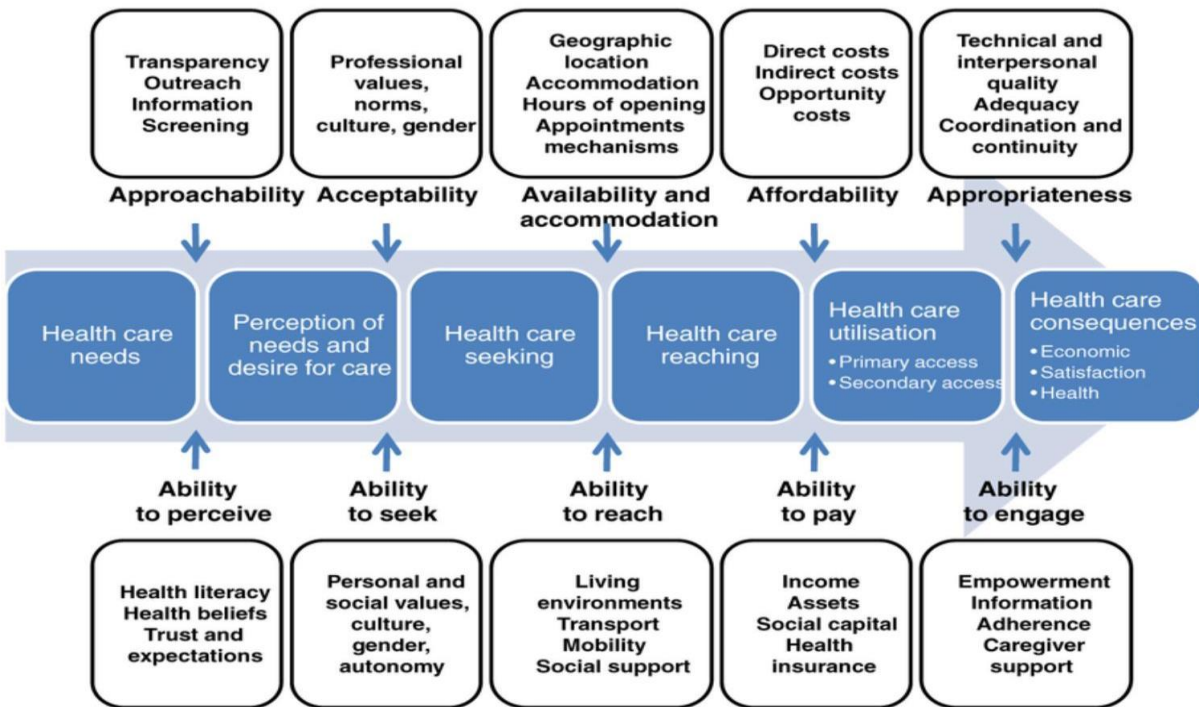 Transparency
Outreach
Information
Screening
Professional
values,
norms,
culture, gender
Geographic
location
Accommodation
Hours of opening
Appointments
mechanisms
Direct costs
Indirect costs
Opportunity
costs
Technical and
interpersonal
quality
Adequacy
Coordination and
continuity
Approachability
Acceptability
Availability and
accommodation
Affordability
Appropriateness
Health care
needs
Perception of
needs and
desire for care
Health care
seeking
Health care
reaching
Health care
utilisation
• Primary access
• Secondary access
Health care
consequences
• Economic
• Satisfaction
• Health
Ability
to perceive
Ability
to seek
Ability
to reach
Ability
to pay
Ability
to engage
Health literacy
Health beliefs
Trust and
expectations
Personal and
social values,
culture,
gender,
autonomy
Living
environments
Transport
Mobility
Social support
Income
Assets
Social capital
Health
insurance
Empowerment
Information
Adherence
Caregiver
support